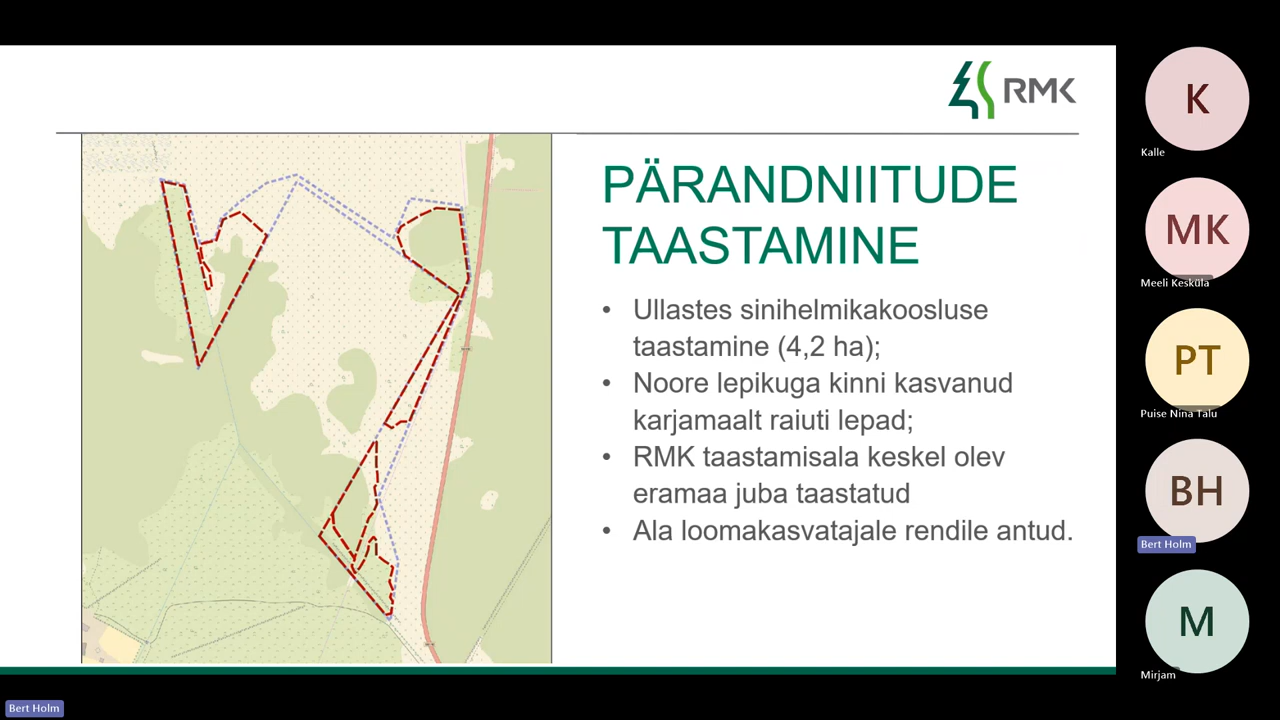 RMK
PÄRANDNIITUDE
TAASTAMINE
• Ullastes sinihelmikakoosluse
taastamine (4,2 ha);
• Noore lepikuga kinni kasvanud
karjamaalt raiuti lepad;
• RMK taastamisala keskel olev
eramaa juba taastatud
• Ala loomakasvatajale rendile antud.
K
Kalle
MK
Meeli Kesküla
PT
Puise Nina Talu
BH
Bert Holm
M
Mirjam
Bert Holm